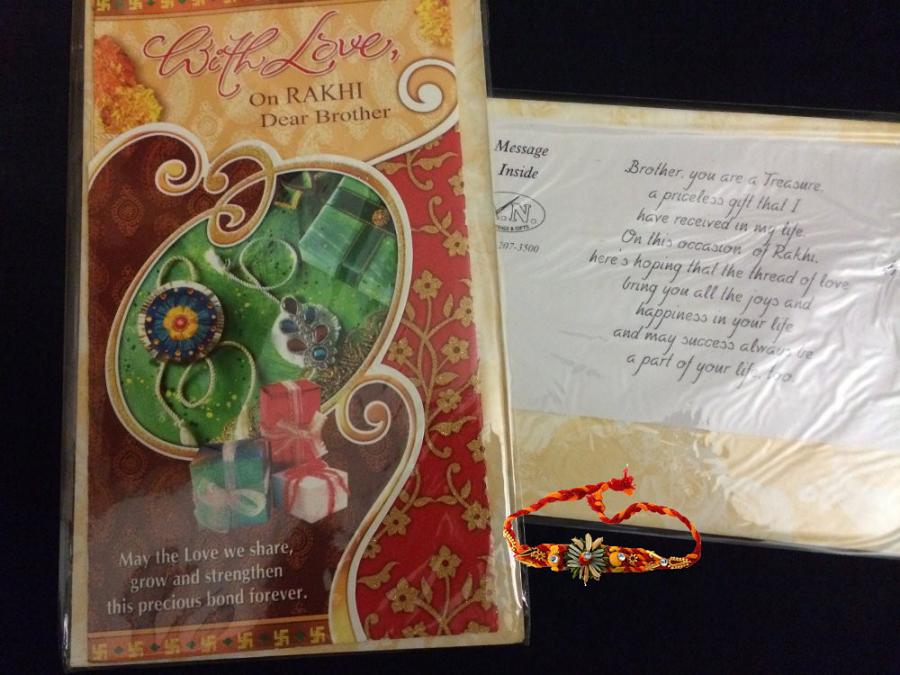 With Love,
On RAKHI
Dear Brother
May the Love we share,
grow and strengthen
this precious bond forever.
Message
Inside
.N.
& GIFTS
207-3500
Brother, you are a Treasure,
a priceless gift that I
have received in my life.
On this occasion of Rakhi,
here's hoping that the thread of love
bring you all the joys and
happiness in your life
and may success always be
a part of your life, too.